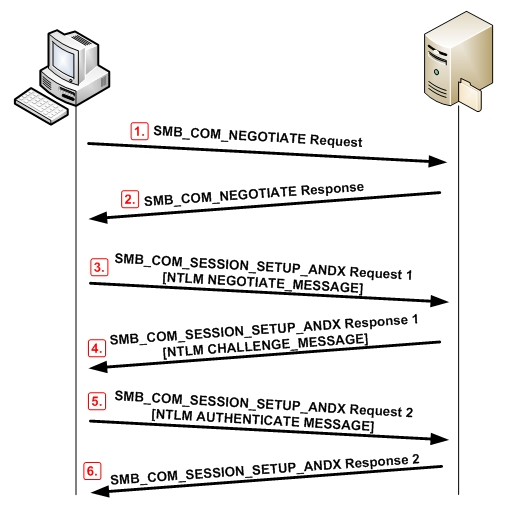 1. SMB_COM_NEGOTIATE Request
2. SMB_COM_NEGOTIATE Response
3. SMB_COM_SESSION_SETUP_ANDX Request 1
[NTLM NEGOTIATE_MESSAGE]
4. SMB_COM_SESSION_SETUP_ANDX Response 1
[NTLM CHALLENGE_MESSAGE]
5. SMB_COM_SESSION_SETUP_ANDX Request 2
[NTLM AUTHENTICATE MESSAGE]
6. SMB_COM_SESSION_SETUP_ANDX Response 2